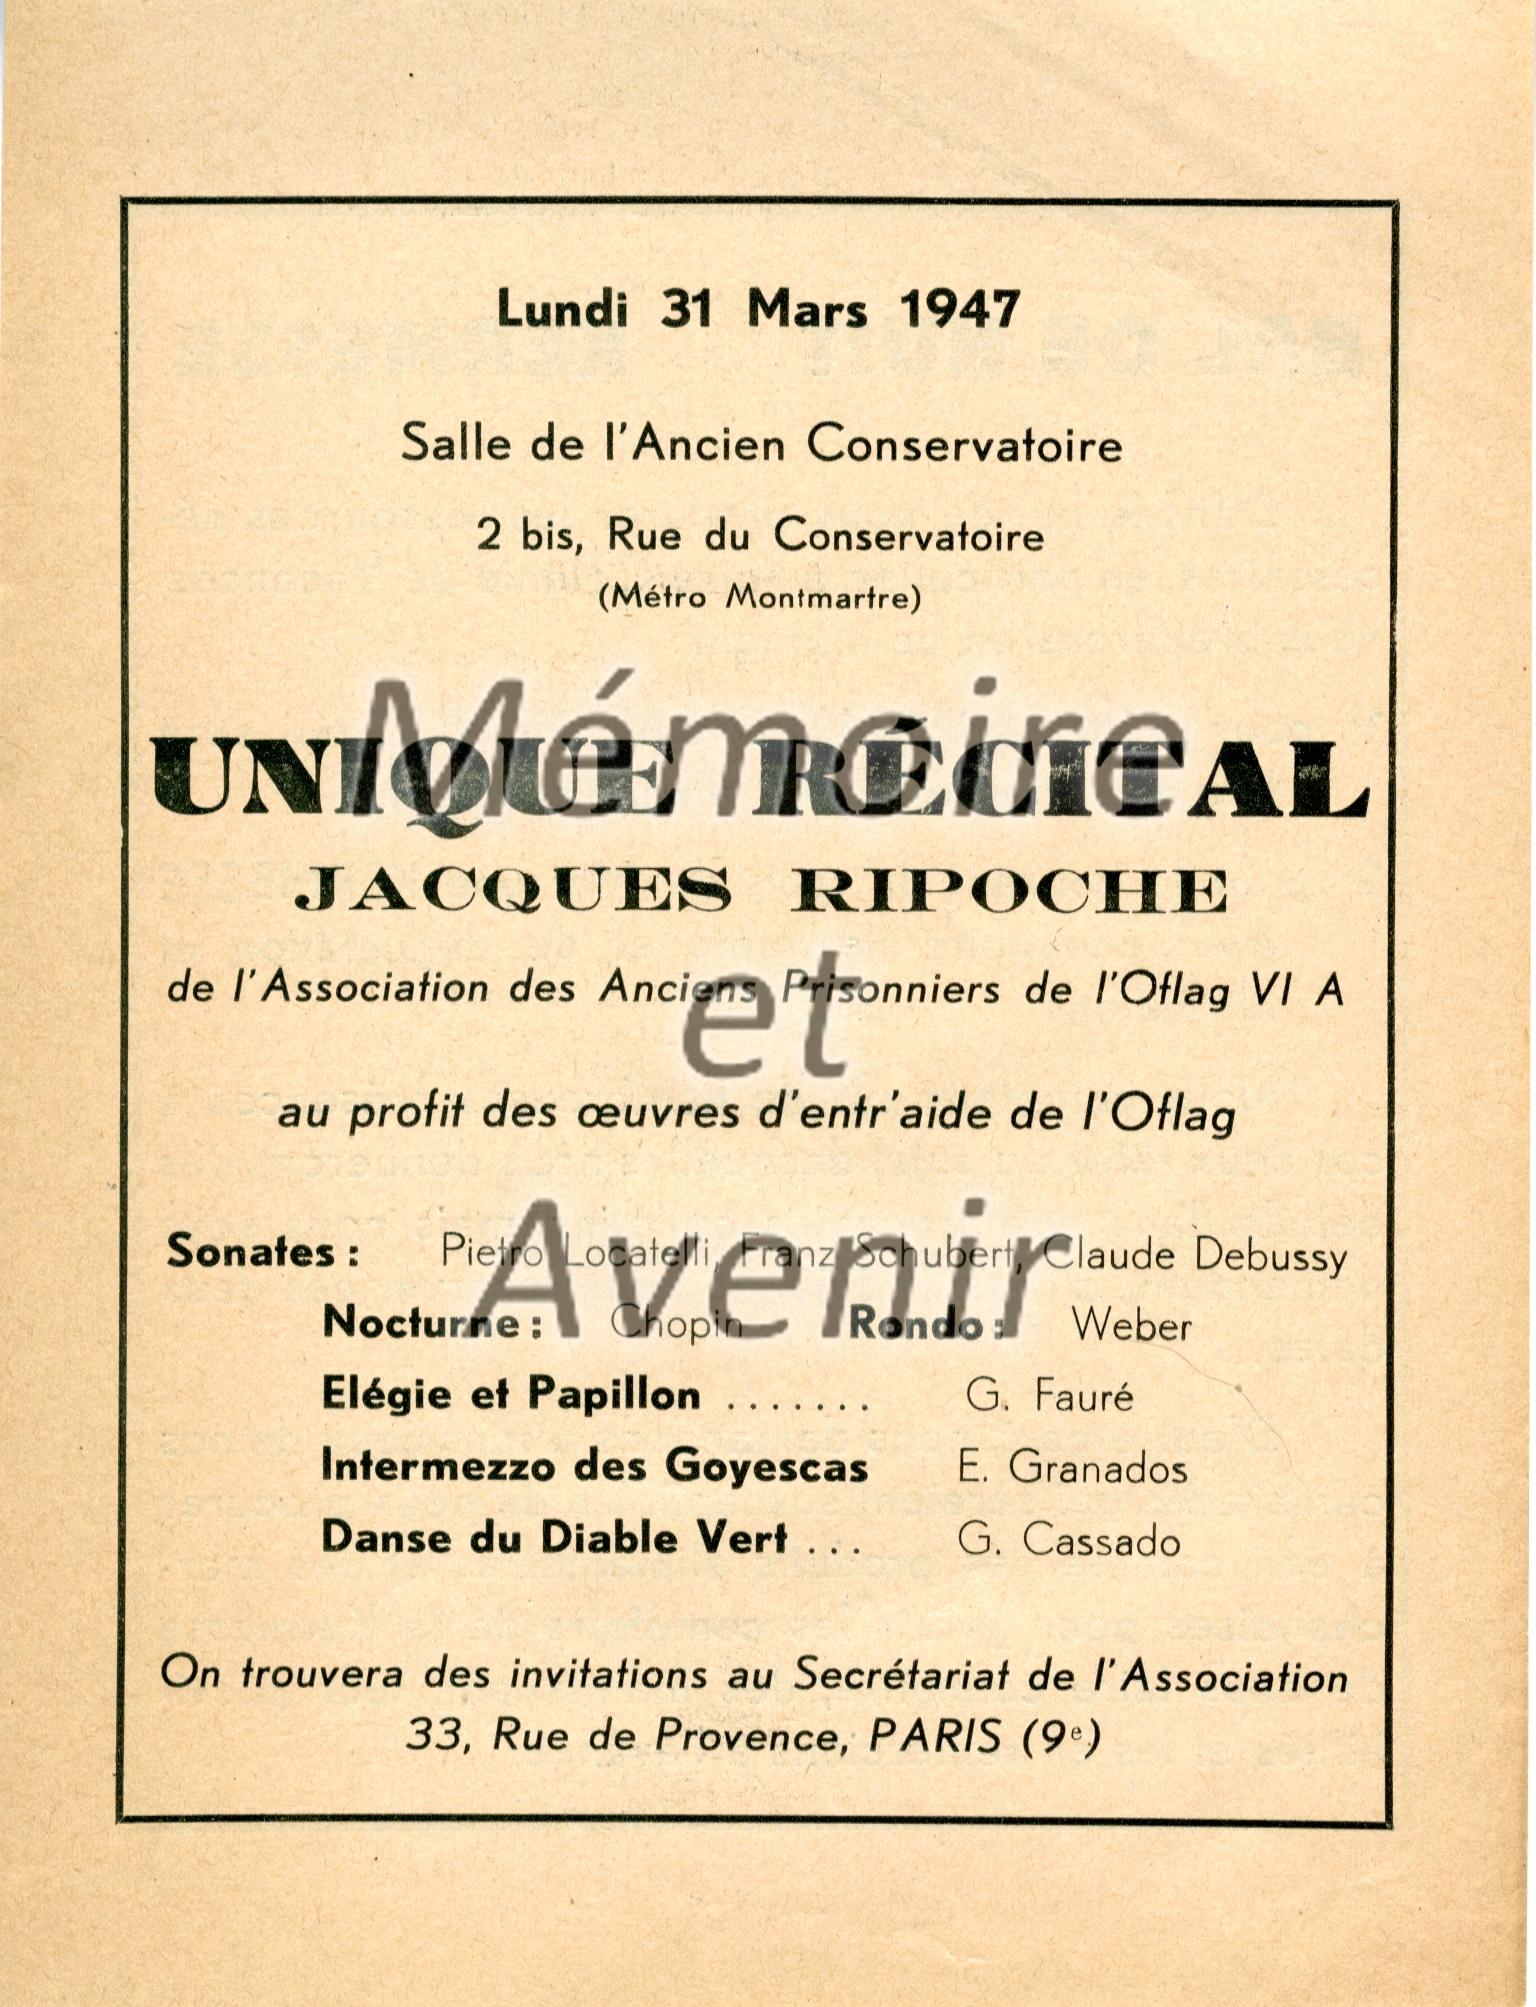 Lundi 31 Mars 1947
Salle de l'Ancien Conservatoire
2 bis, Rue du Conservatoire
(Métro Montmartre)
UNIQUE RÉCITAL
JACQUES RIPOCHE
de l'Association des Anciens Prisonniers de l'Oflag VI A
au profit des œuvres d'entr'aide de l'Oflag
Sonates : Pietro Locatelli, Franz Schubert, Claude Debussy
Nocturne : Chopin Rondo : Weber
Elégie et Papillon ....... G. Fauré
Intermezzo des Goyescas E. Granados
Danse du Diable Vert ... G. Cassado
On trouvera des invitations au Secrétariat de l'Association
33, Rue de Provence, PARIS (9e)
Mémoire
et
Avenir